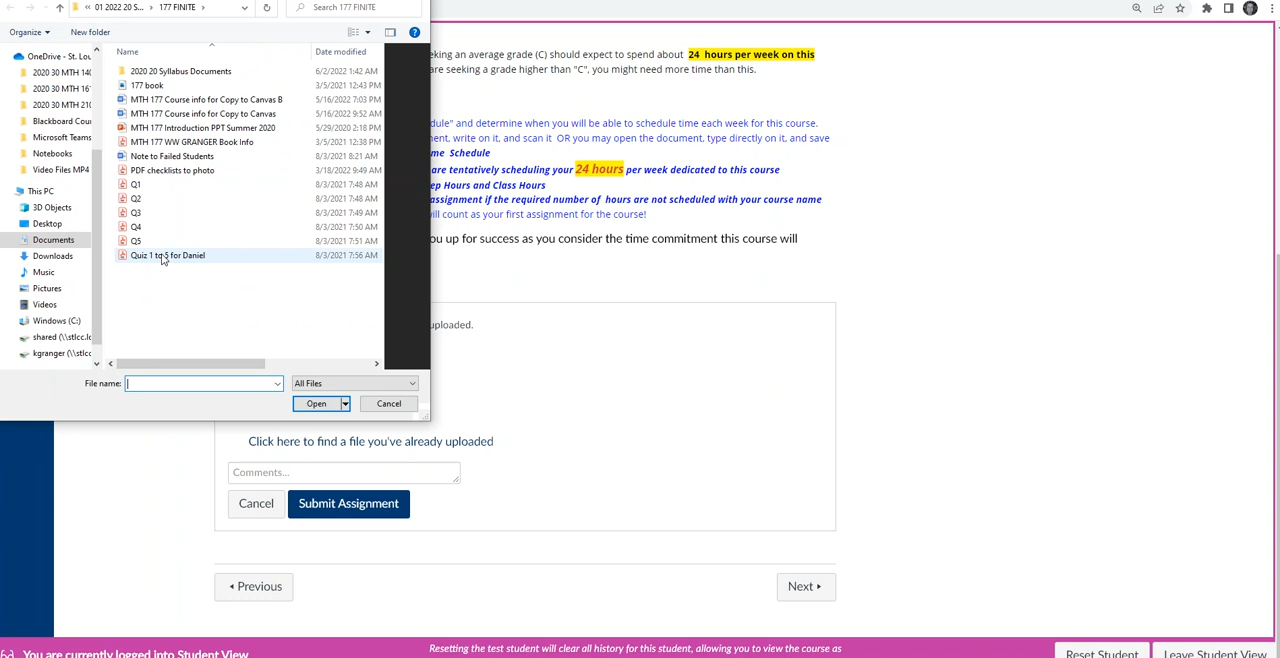 « 01 2022 20 S... › 177 FINITE ›
Search 177 FINITE
Organize
New folder
Name
Date modified
OneDrive - St. Lou
2020 30 MTH 140
2020 30 MTH 16
2020 30 MTH 210
Blackboard Cou
Microsoft Teams
Notebooks
Video Files MP4
This PC
3D Objects
Desktop
Documents
Downloads
Music
Pictures
Videos
Windows (C:)
shared (\\stlcc.lo
kgranger (\\stlcc
2020 20 Syllabus Documents 6/2/2022 1:42 AM
177 book 3/5/2021 12:43 PM
MTH 177 Course info for Copy to Canvas B 5/16/2022 7:03 PM
MTH 177 Course info for Copy to Canvas 5/16/2022 9:52 AM
MTH 177 Introduction PPT Summer 2020 5/29/2020 2:18 PM
MTH 177 WW GRANGER Book Info 3/5/2021 12:38 PM
Note to Failed Students 8/3/2021 8:21 AM
PDF checklists to photo 3/18/2022 9:49 AM
Q1 8/3/2021 7:48 AM
Q2 8/3/2021 7:48 AM
Q3 8/3/2021 7:49 AM
Q4 8/3/2021 7:50 AM
Q5 8/3/2021 7:51 AM
Quiz 1 to 5 for Daniel 8/3/2021 7:56 AM
File name:
All Files
Open
Cancel
eking an average grade (C) should expect to spend about 24 hours per week on this
are seeking a grade higher than "C", you might need more time than this.
dule" and determine when you will be able to schedule time each week for this course.
ment, write on it, and scan it OR you may open the document, type directly on it, and save
me Schedule
are tentatively scheduling your 24 hours per week dedicated to this course
ep Hours and Class Hours
assignment if the required number of hours are not scheduled with your course name
ill count as your first assignment for the course!
ou up for success as you consider the time commitment this course will
uploaded.
Click here to find a file you've already uploaded
Comments...
Cancel
Submit Assignment
Previous
Next
You are currently logged into Student View
Resetting the test student will clear all history for this student, allowing you to view the course as
Reset Student
Leave Student View